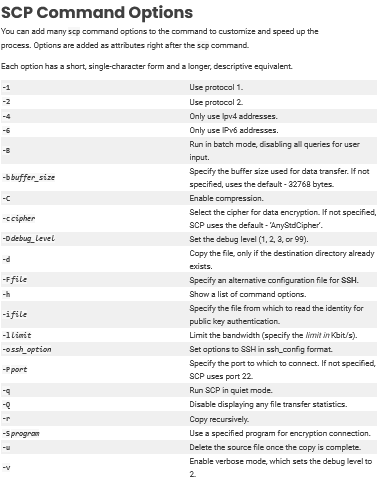 SCP Command Options
You can add many scp command options to the command to customize and speed up the
process. Options are added as attributes right after the scp command.
Each option has a short, single-character form and a longer, descriptive equivalent.
-1 Use protocol 1.
-2 Use protocol 2.
-4 Only use Ipv4 addresses.
-6 Only use IPv6 addresses.
-B Run in batch mode, disabling all queries for user
input.
-bbuffer_size Specify the buffer size used for data transfer. If not
specified, uses the default - 32768 bytes.
-C Enable compression.
-ccipher Select the cipher for data encryption. If not specified,
SCP uses the default - 'AnyStdCipher'.
-Ddebug_level Set the debug level (1, 2, 3, or 99).
-d Copy the file, only if the destination directory already
exists.
-Ffile Specify an alternative configuration file for SSH.
-h Show a list of command options.
-ifile Specify the file from which to read the identity for
public key authentication.
-llimit Limit the bandwidth (specify the limit in Kbit/s).
-ossh_option Set options to SSH in ssh_config format.
-Pport Specify the port to which to connect. If not specified,
SCP uses port 22.
-q Run SCP in quiet mode.
-Q Disable displaying any file transfer statistics.
-r Copy recursively.
-Sprogram Use a specified program for encryption connection.
-u Delete the source file once the copy is complete.
-v Enable verbose mode, which sets the debug level to
2.